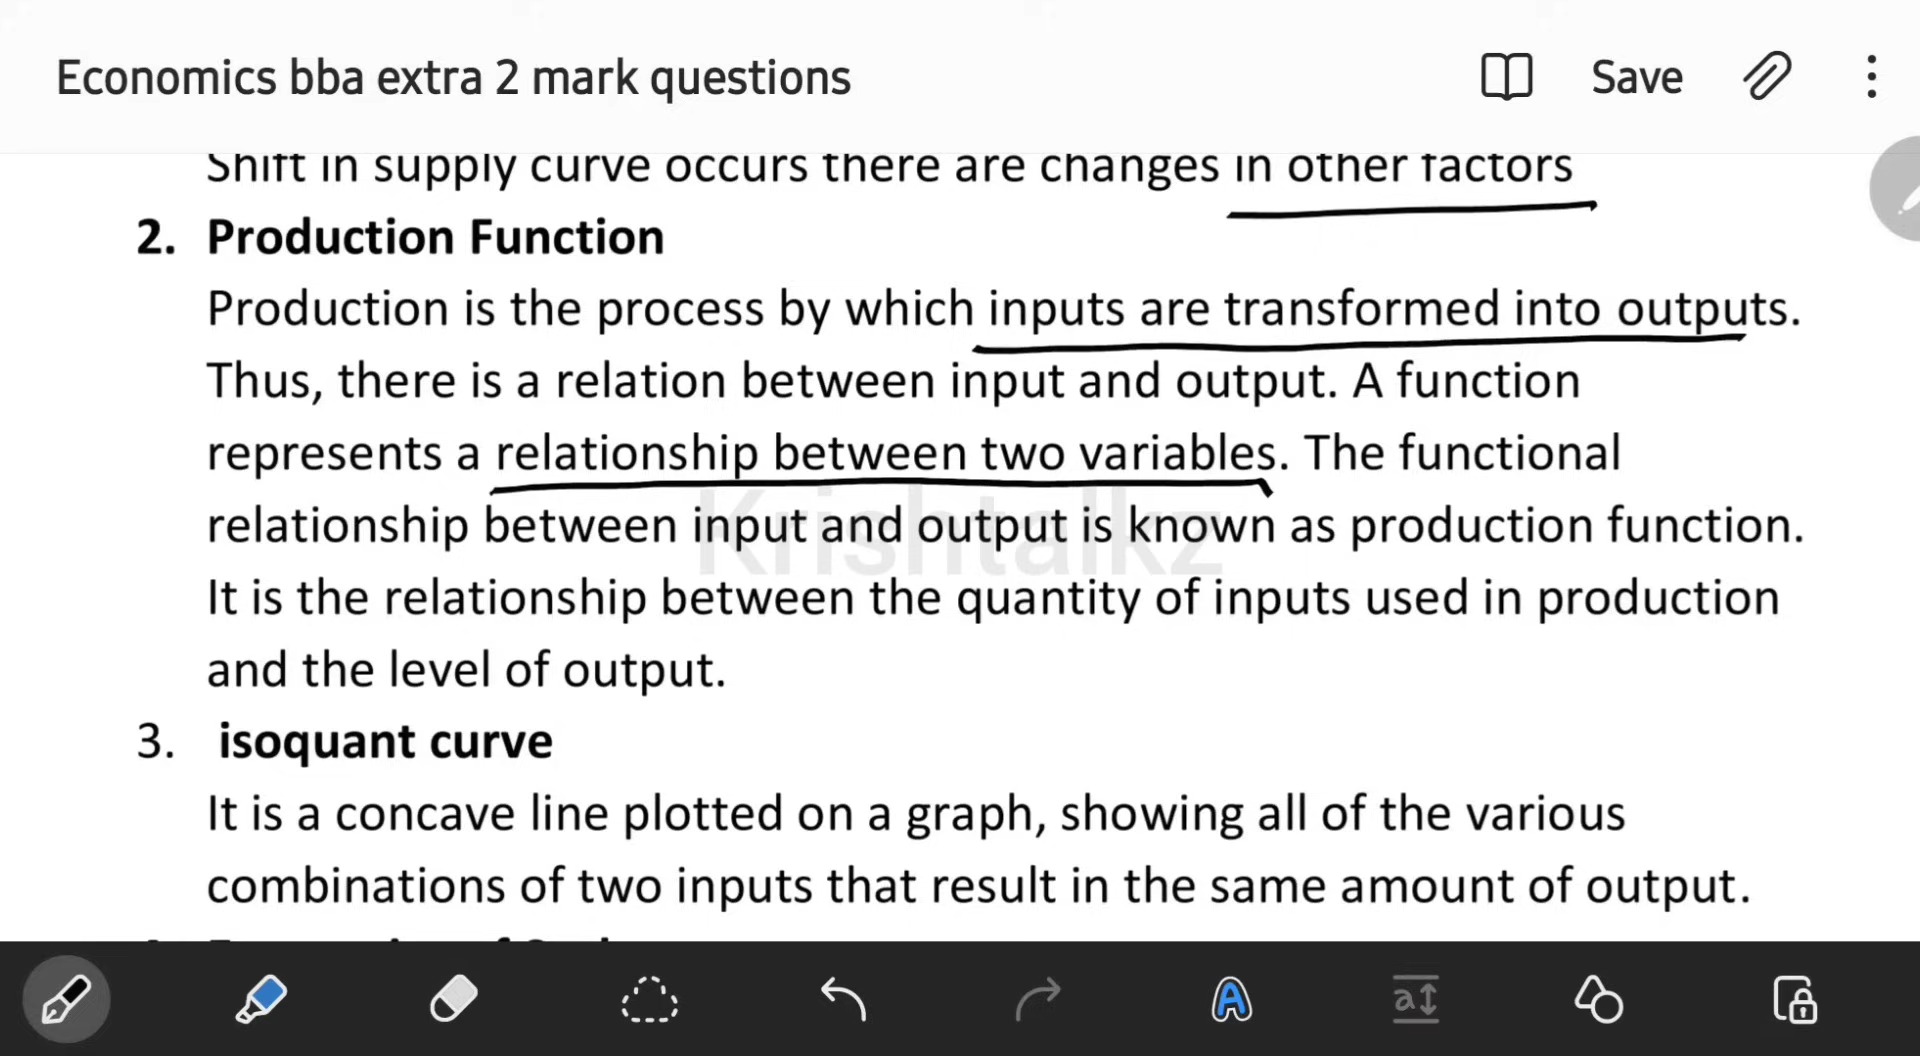 Economics bba extra 2 mark questions
Save
Shift in supply curve occurs there are changes in other factors
2. Production Function
Production is the process by which inputs are transformed into outputs.
Thus, there is a relation between input and output. A function
represents a relationship between two variables. The functional
relationship between input and output is known as production function.
Krishtalkz
It is the relationship between the quantity of inputs used in production
and the level of output.
3. isoquant curve
It is a concave line plotted on a graph, showing all of the various
combinations of two inputs that result in the same amount of output.
A
a